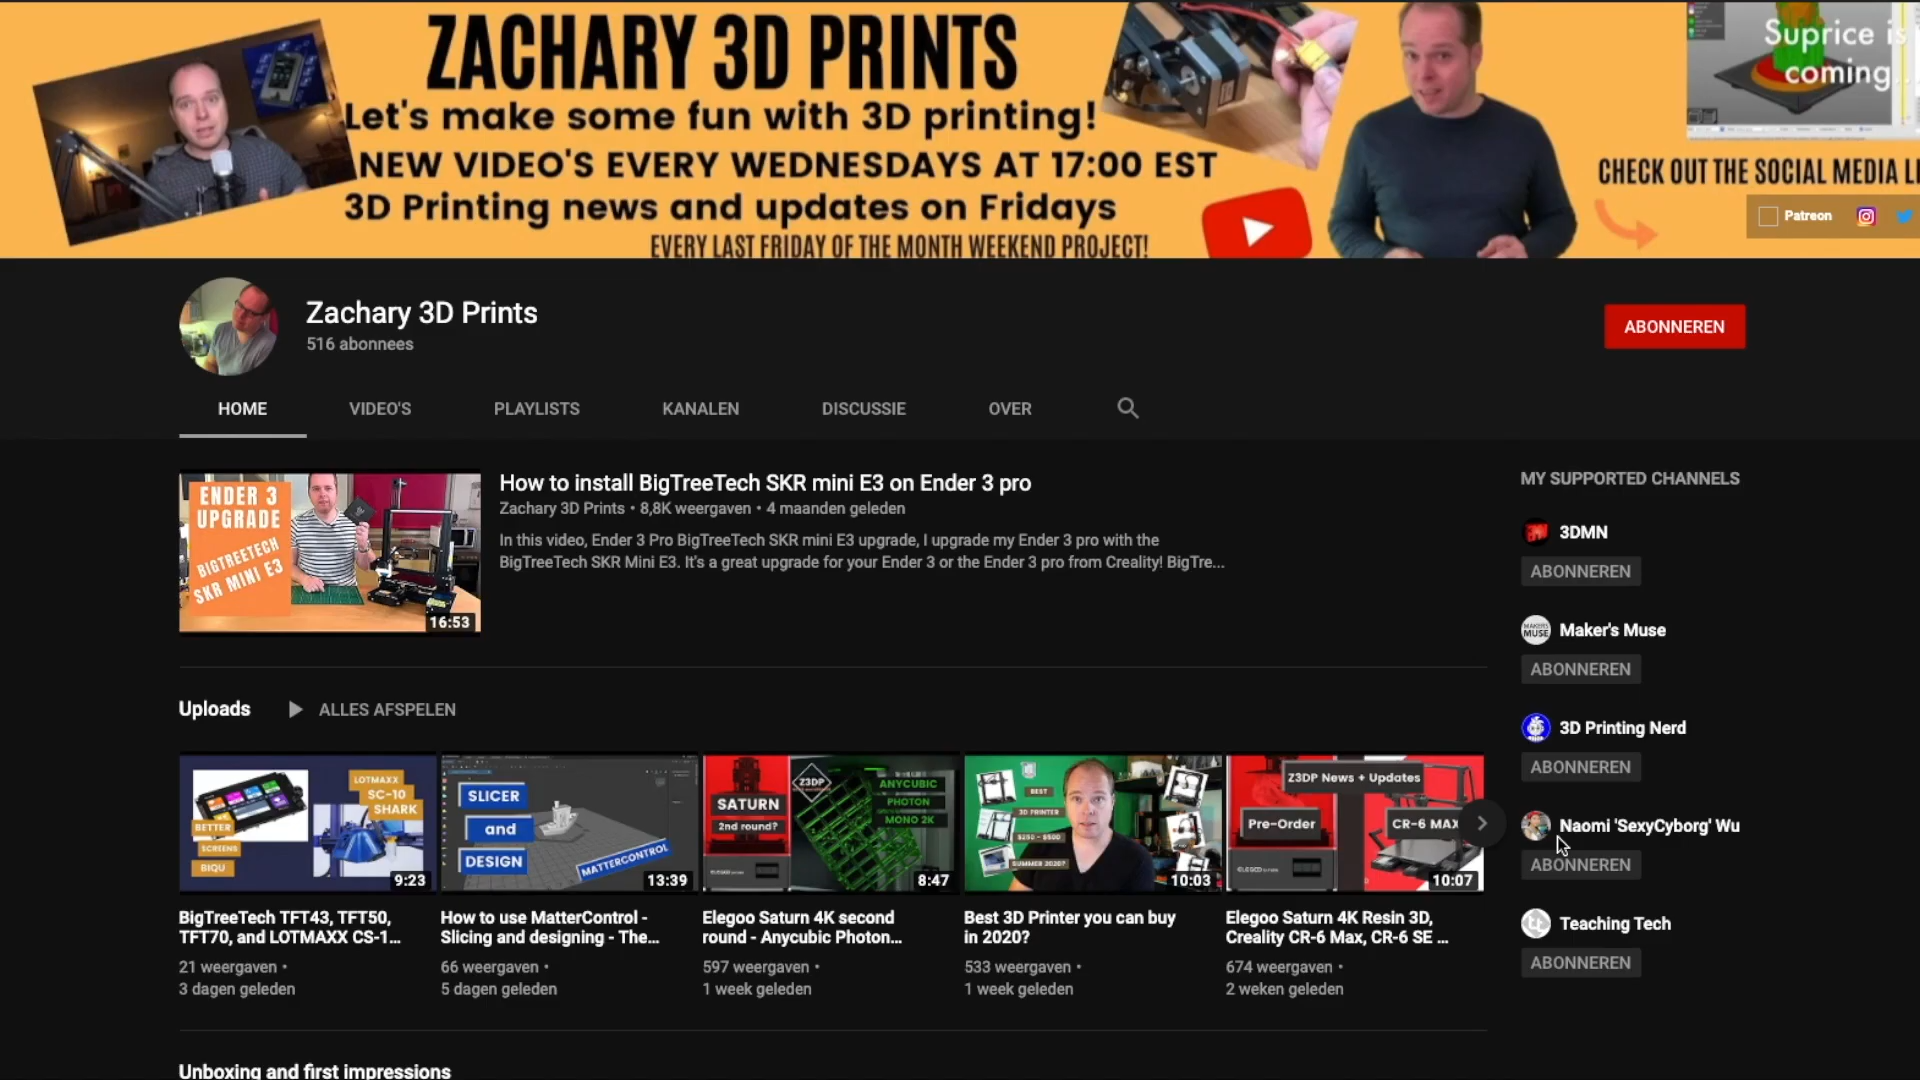 ZACHARY 3D PRINTS
Let's make some fun with 3D printing!
NEW VIDEO'S EVERY WEDNESDAYS AT 17:00 EST
3D Printing news and updates on Fridays
EVERY LAST FRIDAY OF THE MONTH WEEKEND PROJECT!
Suprice is
coming..
CHECK OUT THE SOCIAL MEDIA LI
Patreon
Zachary 3D Prints
516 abonnees
ABONNEREN
HOME
VIDEO'S
PLAYLISTS
KANALEN
DISCUSSIE
OVER
ENDER 3
UPGRADE
BIGTREETECH
SKR MINI E3
16:53
How to install BigTreeTech SKR mini E3 on Ender 3 pro
Zachary 3D Prints • 8,8K weergaven • 4 maanden geleden
In this video, Ender 3 Pro BigTreeTech SKR mini E3 upgrade, I upgrade my Ender 3 pro with the
BigTreeTech SKR Mini E3. It's a great upgrade for your Ender 3 or the Ender 3 pro from Creality! BigTre...
MY SUPPORTED CHANNELS
3DMN
ABONNEREN
MAKER'S
MUSE
Maker's Muse
ABONNEREN
3D Printing Nerd
ABONNEREN
Naomi 'SexyCyborg' Wu
ABONNEREN
tt
Teaching Tech
ABONNEREN
Uploads
ALLES AFSPELEN
LOTMAXX
SC-10
SHARK
BETTER
SCREENS
BIQU
9:23
BigTreeTech TFT43, TFT50,
TFT70, and LOTMAXX CS-1...
21 weergaven •
3 dagen geleden
SLICER
and
DESIGN
MATTERCONTROL
13:39
How to use MatterControl -
Slicing and designing - The...
66 weergaven •
5 dagen geleden
SATURN
2nd round?
Z3DP
ANYCUBIC
PHOTON
MONO 2K
8:47
Elegoo Saturn 4K second
round - Anycubic Photon...
597 weergaven •
1 week geleden
BEST
3D PRINTER
$250 - $500
SUMMER 2020?
10:03
Best 3D Printer you can buy
in 2020?
533 weergaven •
1 week geleden
Z3DP News + Updates
Pre-Order
CR-6 MAX
10:07
Elegoo Saturn 4K Resin 3D,
Creality CR-6 Max, CR-6 SE ...
674 weergaven •
2 weken geleden
Unboxing and first impressions